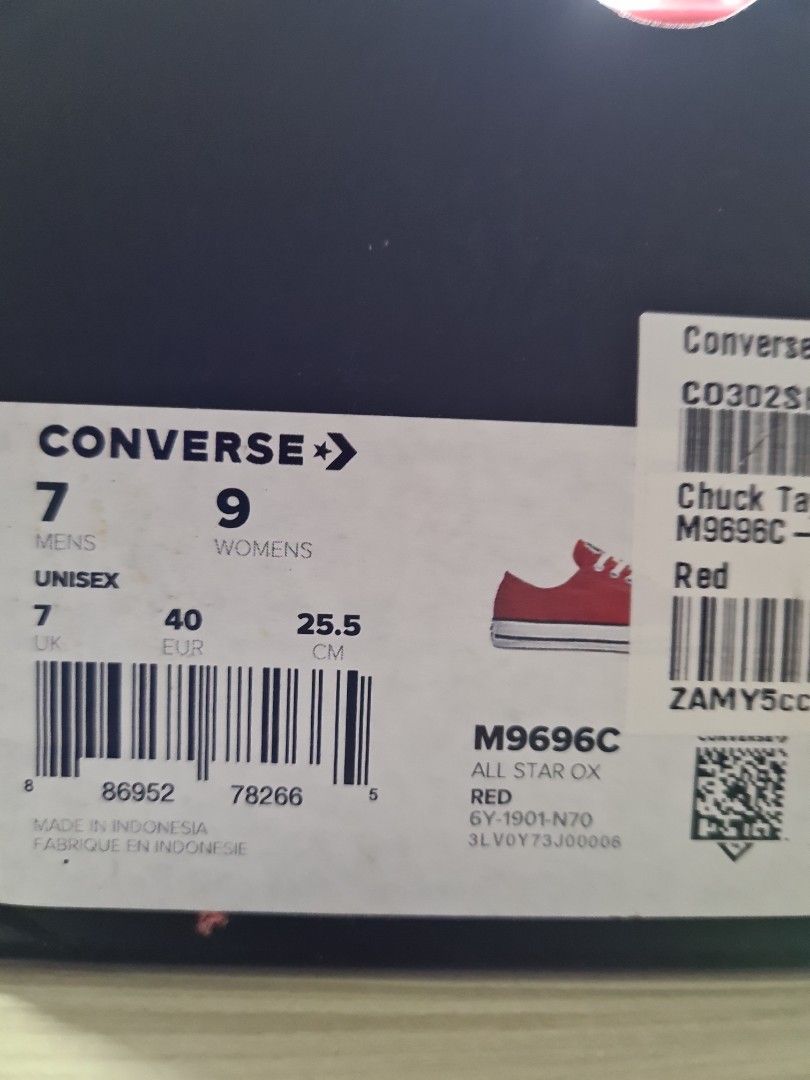 CONVERSE
7 9
MENS WOMENS
UNISEX
7 40 25.5
UK EUR CM
8 86952 78266 5
MADE IN INDONESIA
FABRIQUE EN INDONESIE
M9696C
ALL STAR OX
RED
6Y-1901-N70
3LV0Y73J00006
Converse
CO302S
Chuck Ta
M9696C –
Red
ZAMY5cc
CONVERSE